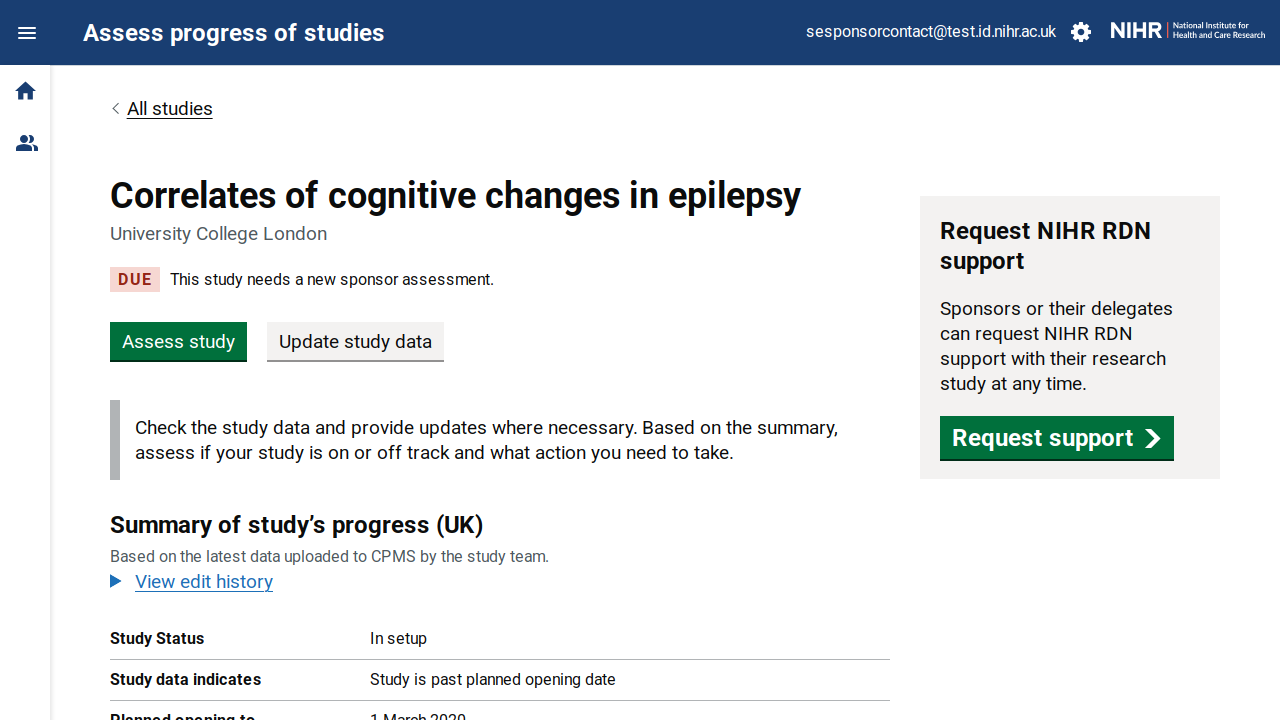 Assess progress of studies
sesponsorcontact@test.id.nihr.ac.uk
NIHR
National Institute for
Health and Care Research
All studies
Correlates of cognitive changes in epilepsy
University College London
DUE This study needs a new sponsor assessment.
Assess study
Update study data
Check the study data and provide updates where necessary. Based on the summary,
assess if your study is on or off track and what action you need to take.
Summary of study’s progress (UK)
Based on the latest data uploaded to CPMS by the study team.
View edit history
Study Status In setup
Study data indicates Study is past planned opening date
Planned opening to 1 March 2020
Request NIHR RDN
support
Sponsors or their delegates
can request NIHR RDN
support with their research
study at any time.
Request support